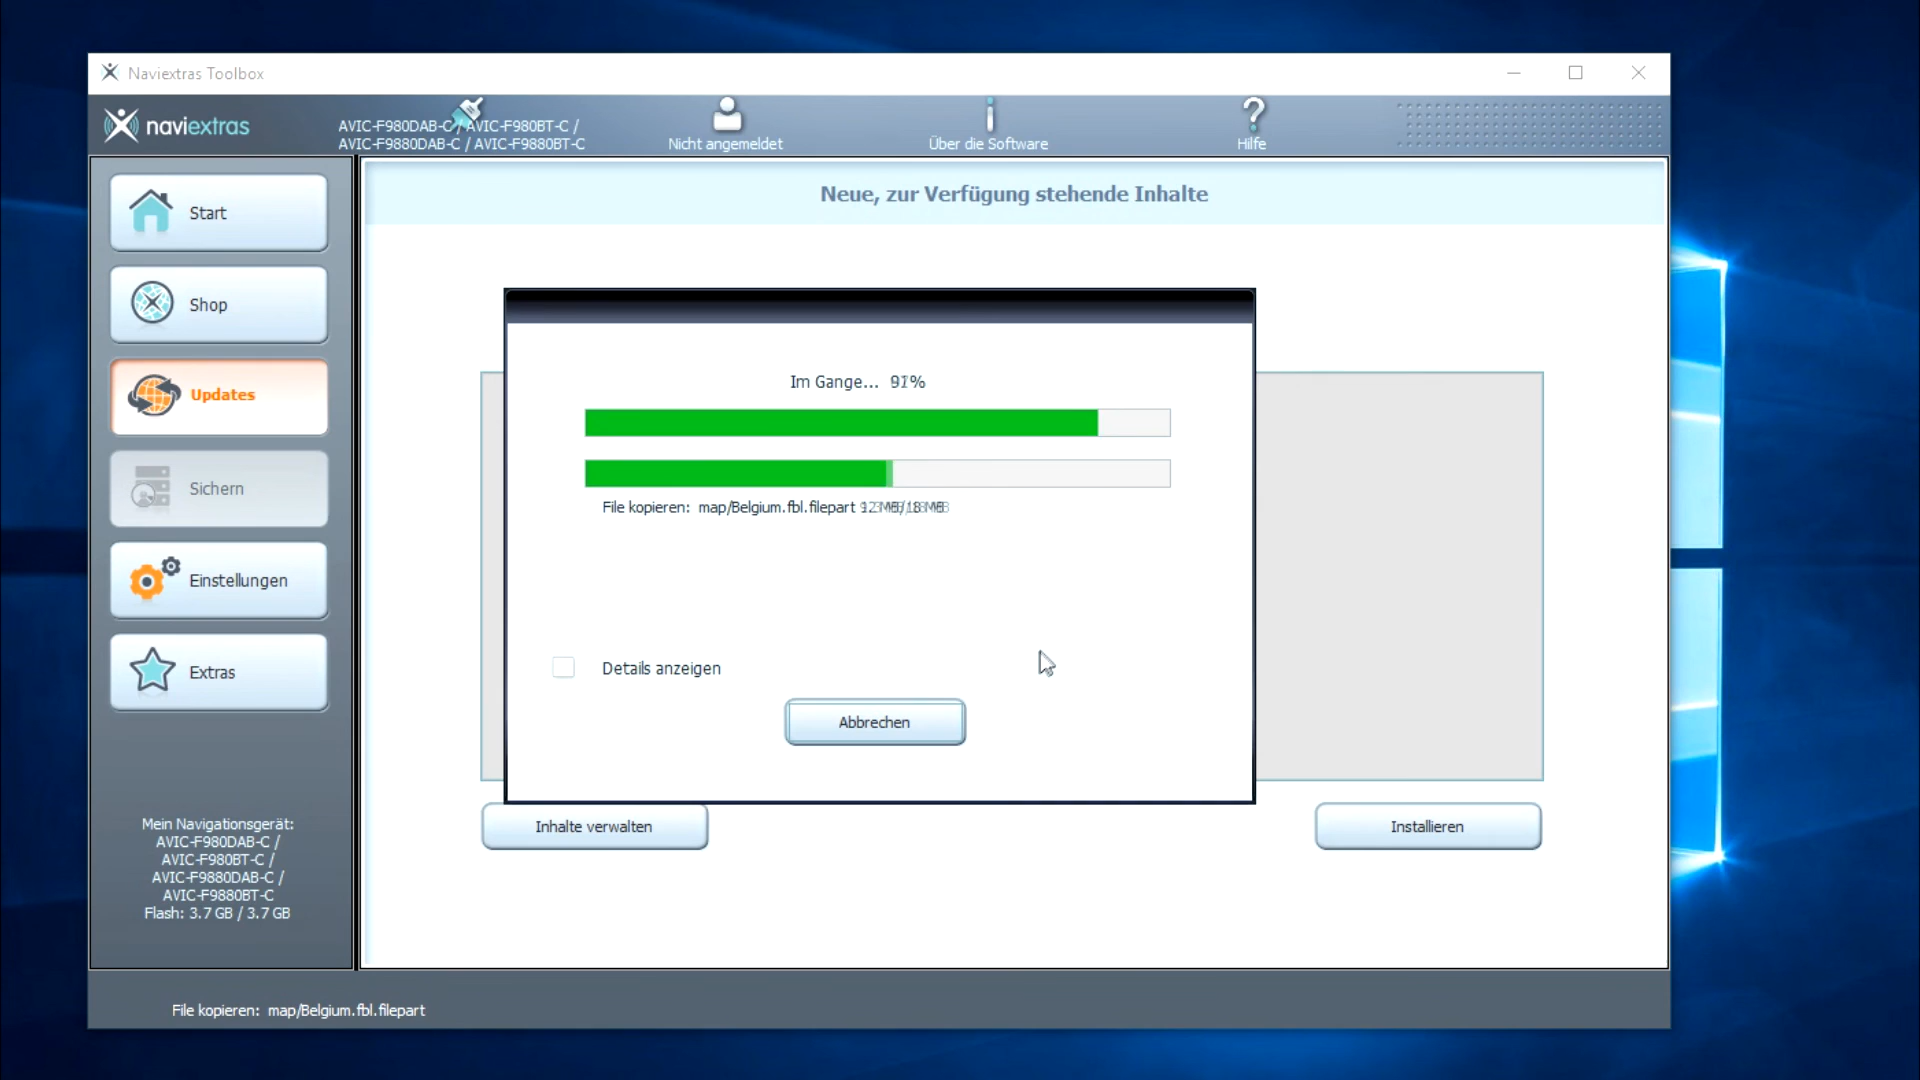 Naviextras Toolbox
naviextras
AVIC-F980DAB-C / AVIC-F980BT-C /
AVIC-F9880DAB-C / AVIC-F9880BT-C
Nicht angemeldet
Über die Software
Hilfe
Start
Shop
Updates
Sichern
Einstellungen
Extras
Mein Navigationsgerät:
AVIC-F980DAB-C /
AVIC-F980BT-C /
AVIC-F9880DAB-C /
AVIC-F9880BT-C
Flash: 3.7 GB / 3.7 GB
Neue, zur Verfügung stehende Inhalte
Im Gange...
File kopieren: map/Belgium.fbl.filepart
Details anzeigen
Abbrechen
Inhalte verwalten
Installieren
File kopieren: map/Belgium.fbl.filepart